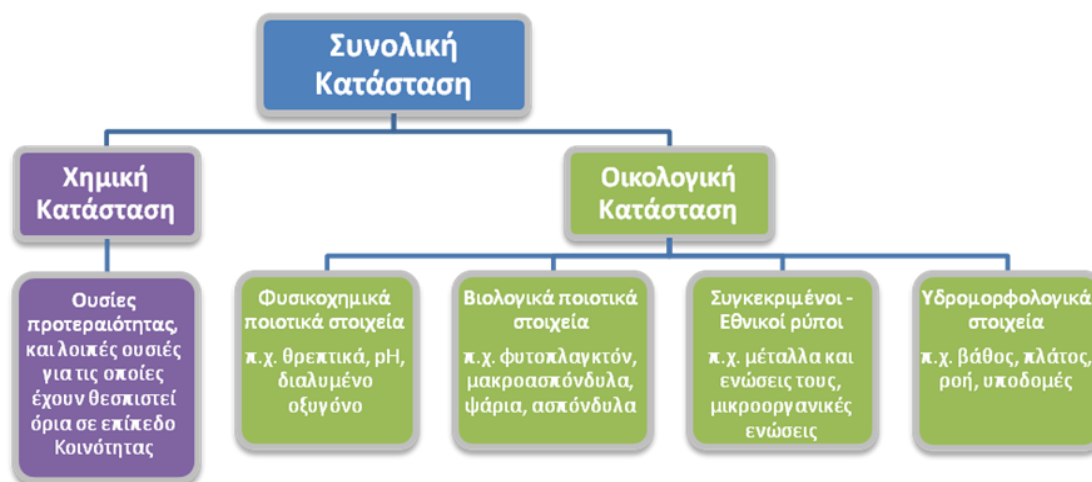 Συνολική
Κατάσταση
Χημική
Κατάσταση
Οικολογική
Κατάσταση
Ουσίες
προτεραιότητας,
και λοιπές ουσιές
για τις οποίες
έχουν θεσπιστεί
όρια σε επίπεδο
Κοινότητας
Φυσικοχημικά
ποιοτικά στοιχεία
π.χ. θρεπτικά, pH,
διαλυμένο
οξυγόνο
Βιολογικά ποιοτικά
στοιχεία
π.χ. φυτοπλαγκτόν,
μακροασπόνδυλα,
ψάρια, ασπόνδυλα
Συγκεκριμένοι -
Εθνικοί ρύποι
π.χ. μέταλλα και
ενώσεις τους,
μικροοργανικές
ενώσεις
Υδρομορφολογικά
στοιχεία
π.χ. βάθος, πλάτος,
ροή, υποδομές